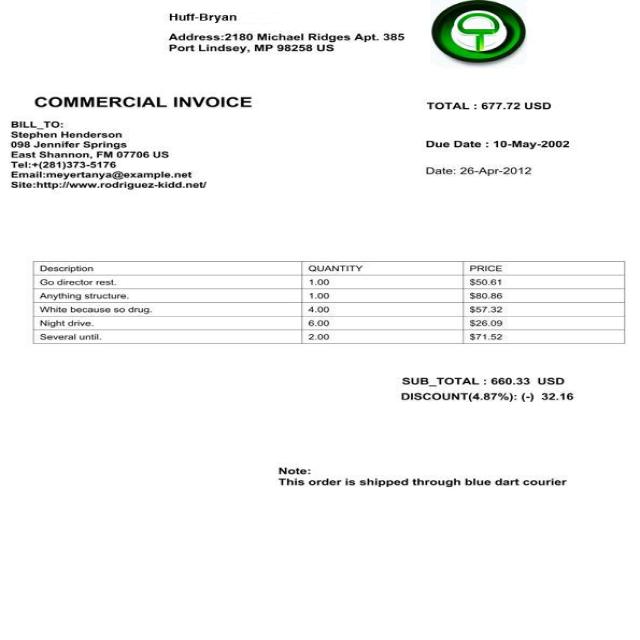 Huff-Bryan
Address:2180 Michael Ridges Apt. 385
Port Lindsey, MP 98258 US
COMMERCIAL INVOICE
TOTAL : 677.72 USD
BILL_TO:
Stephen Henderson
098 Jennifer Springs
East Shannon, FM 07706 US
Tel:+(281)373-5176
Email:meyertanya@example.net
Site:http://www.rodriguez-kidd.net/
Due Date : 10-May-2002
Date: 26-Apr-2012
Description QUANTITY PRICE
Go director rest. 1.00 $50.61
Anything structure. 1.00 $80.86
White because so drug. 4.00 $57.32
Night drive. 6.00 $26.09
Several until. 2.00 $71.52
SUB_TOTAL : 660.33 USD
DISCOUNT(4.87%): (-) 32.16
Note:
This order is shipped through blue dart courier